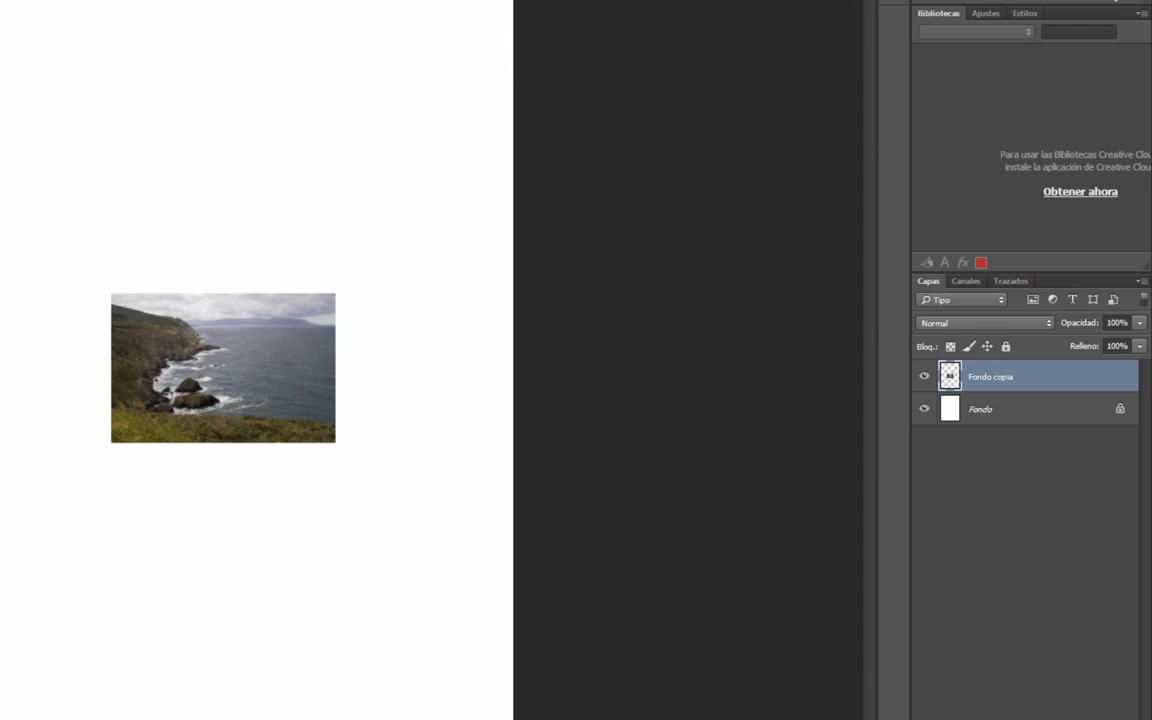 Bibliotecas Ajustes Estilos
Para usar las Bibliotecas Creative Clou
instale la aplicación de Creative Clou
Obtener ahora
A fx
Capas Canales Trazados
Tipo T
Normal Opacidad: 100%
Bloq.: Relleno: 100%
Fondo copia
Fondo